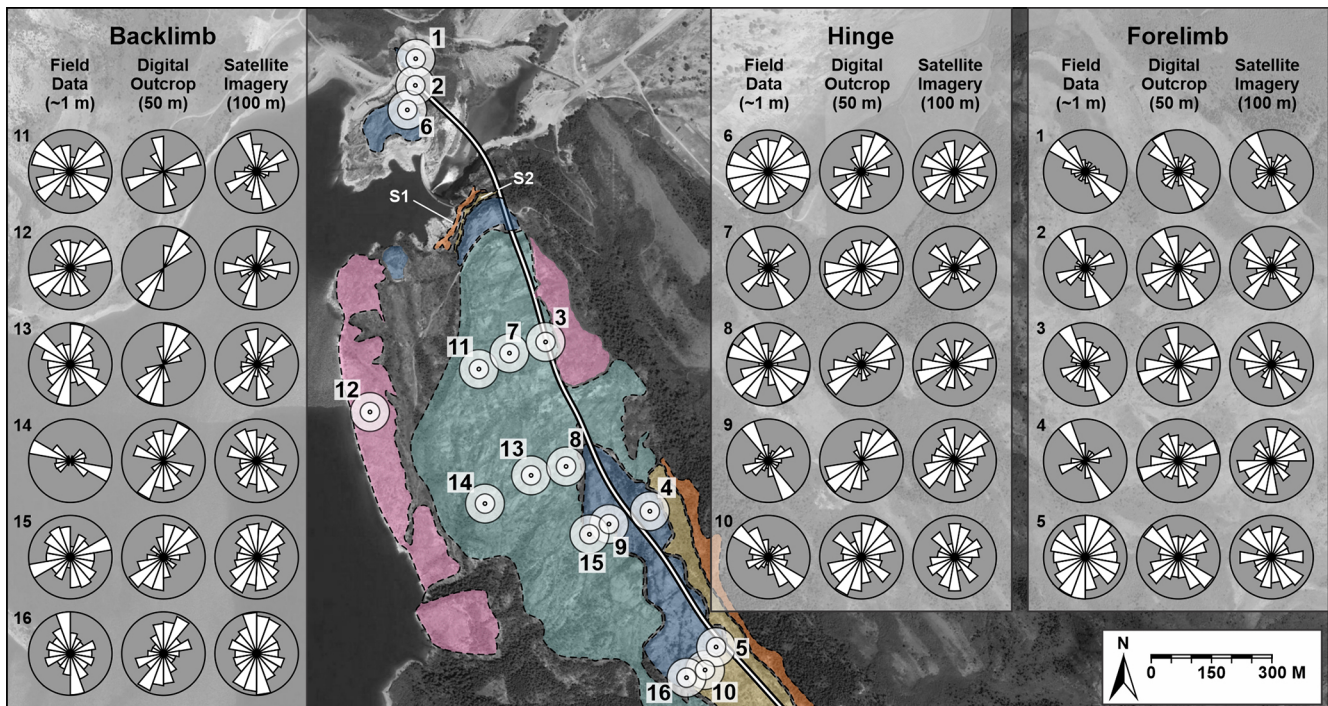 Backlimb
Field Data (~1 m)
Digital Outcrop (50 m)
Satellite Imagery (100 m)
11
12
13
14
15
16
1
2
6
S2
S1
3
7
11
12
8
13
14
4
9
15
5
10
16
Hinge
Field Data (~1 m)
Digital Outcrop (50 m)
Satellite Imagery (100 m)
6
7
8
9
10
Forelimb
Field Data (~1 m)
Digital Outcrop (50 m)
Satellite Imagery (100 m)
1
2
3
4
5
N
0 150 300 M